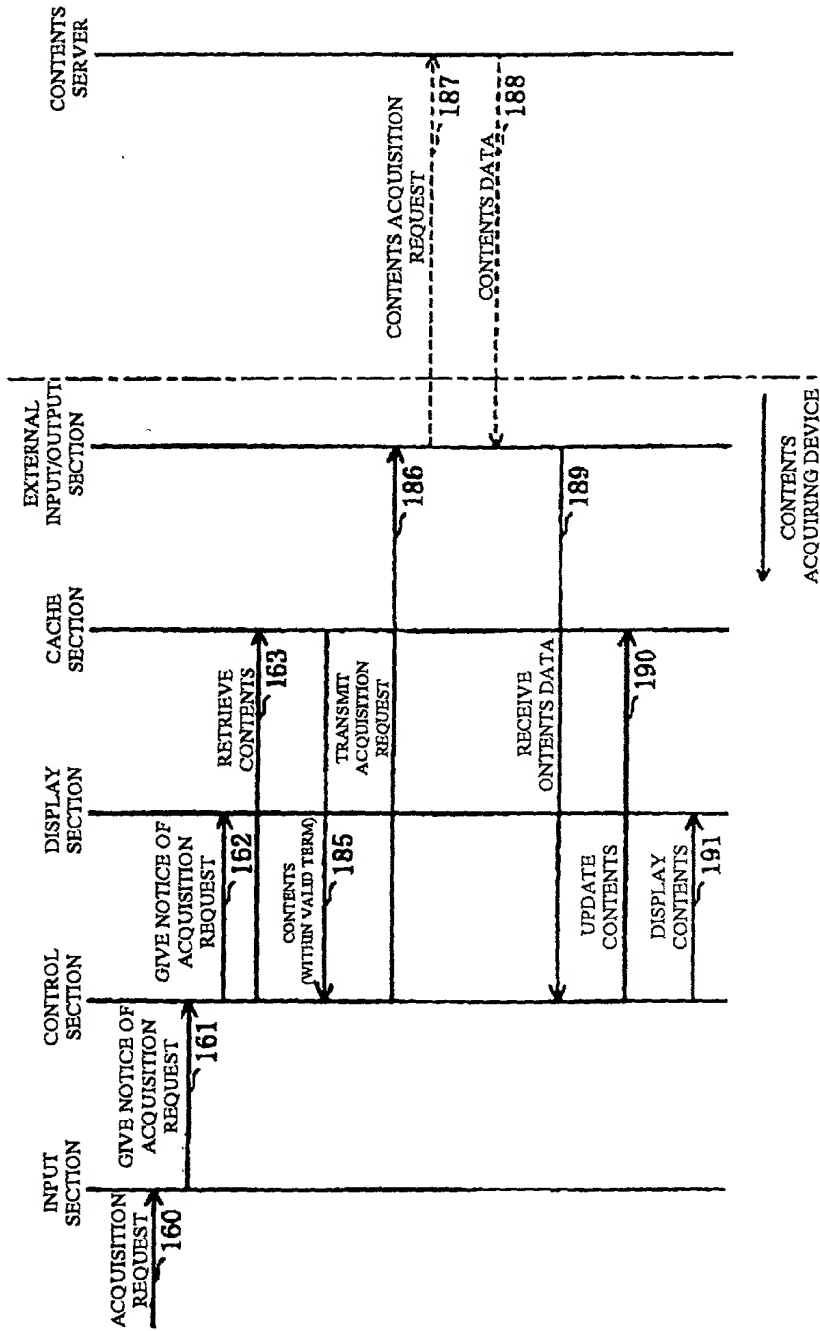 INPUT
SECTION
CONTROL
SECTION
DISPLAY
SECTION
CACHE
SECTION
EXTERNAL
INPUT/OUTPUT
SECTION
CONTENTS
SERVER
ACQUISITION
REQUEST
160
GIVE NOTICE OF
ACQUISITION
REQUEST
161
GIVE NOTICE OF
ACQUISITION
REQUEST
162
RETRIEVE
CONTENTS
163
CONTENTS
(WITHIN VALID TERM)
185
TRANSMIT
ACQUISITION
REQUEST
186
CONTENTS ACQUISITION
REQUEST
187
CONTENTS DATA
188
RECEIVE
ONTENTS DATA
189
UPDATE
CONTENTS
190
DISPLAY
CONTENTS
191
CONTENTS
ACQUIRING DEVICE